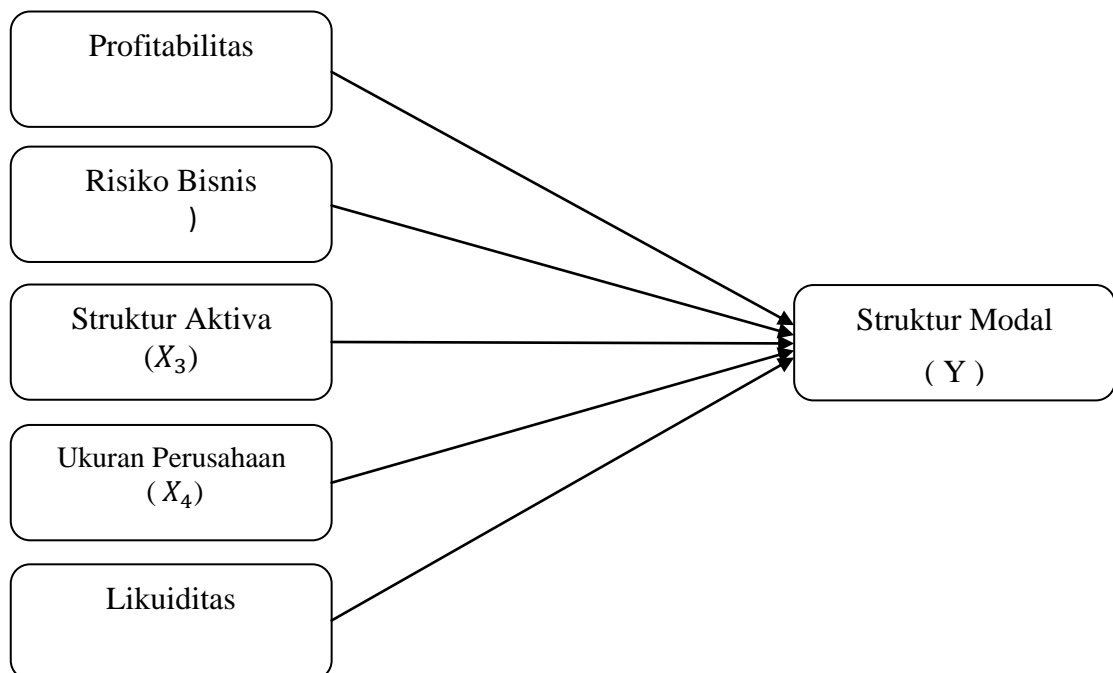 Profitabilitas
Risiko Bisnis
)
Struktur Aktiva
(𝑋₃)
Ukuran Perusahaan
( 𝑋₄)
Likuiditas
Struktur Modal
( Y )